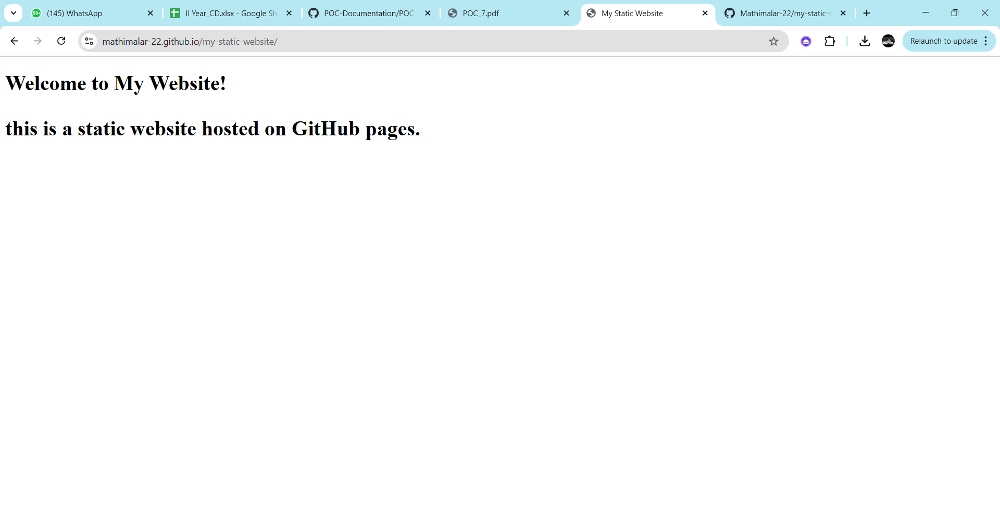 99+ (145) WhatsApp
II Year_CD.xlsx - Google Sh
POC-Documentation/POC_
POC_7.pdf
My Static Website
Mathimalar-22/my-static-w
mathimalar-22.github.io/my-static-website/
Relaunch to update
Welcome to My Website!
this is a static website hosted on GitHub pages.